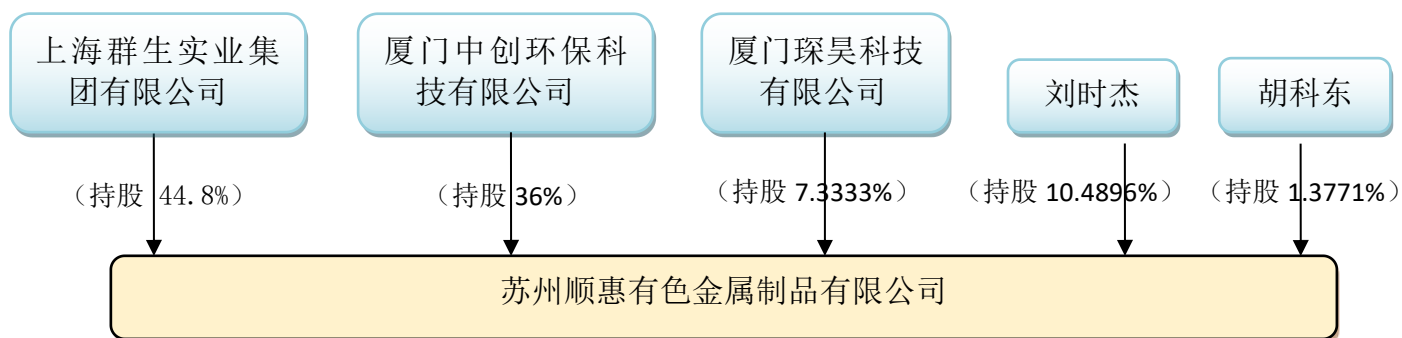 上海群生实业集
团有限公司
厦门中创环保科
技有限公司
厦门琛昊科技
有限公司
刘时杰
胡科东
（持股 44.8%）
（持股 36%）
（持股 7.3333%）
（持股 10.4896%）
（持股 1.3771%）
苏州顺惠有色金属制品有限公司